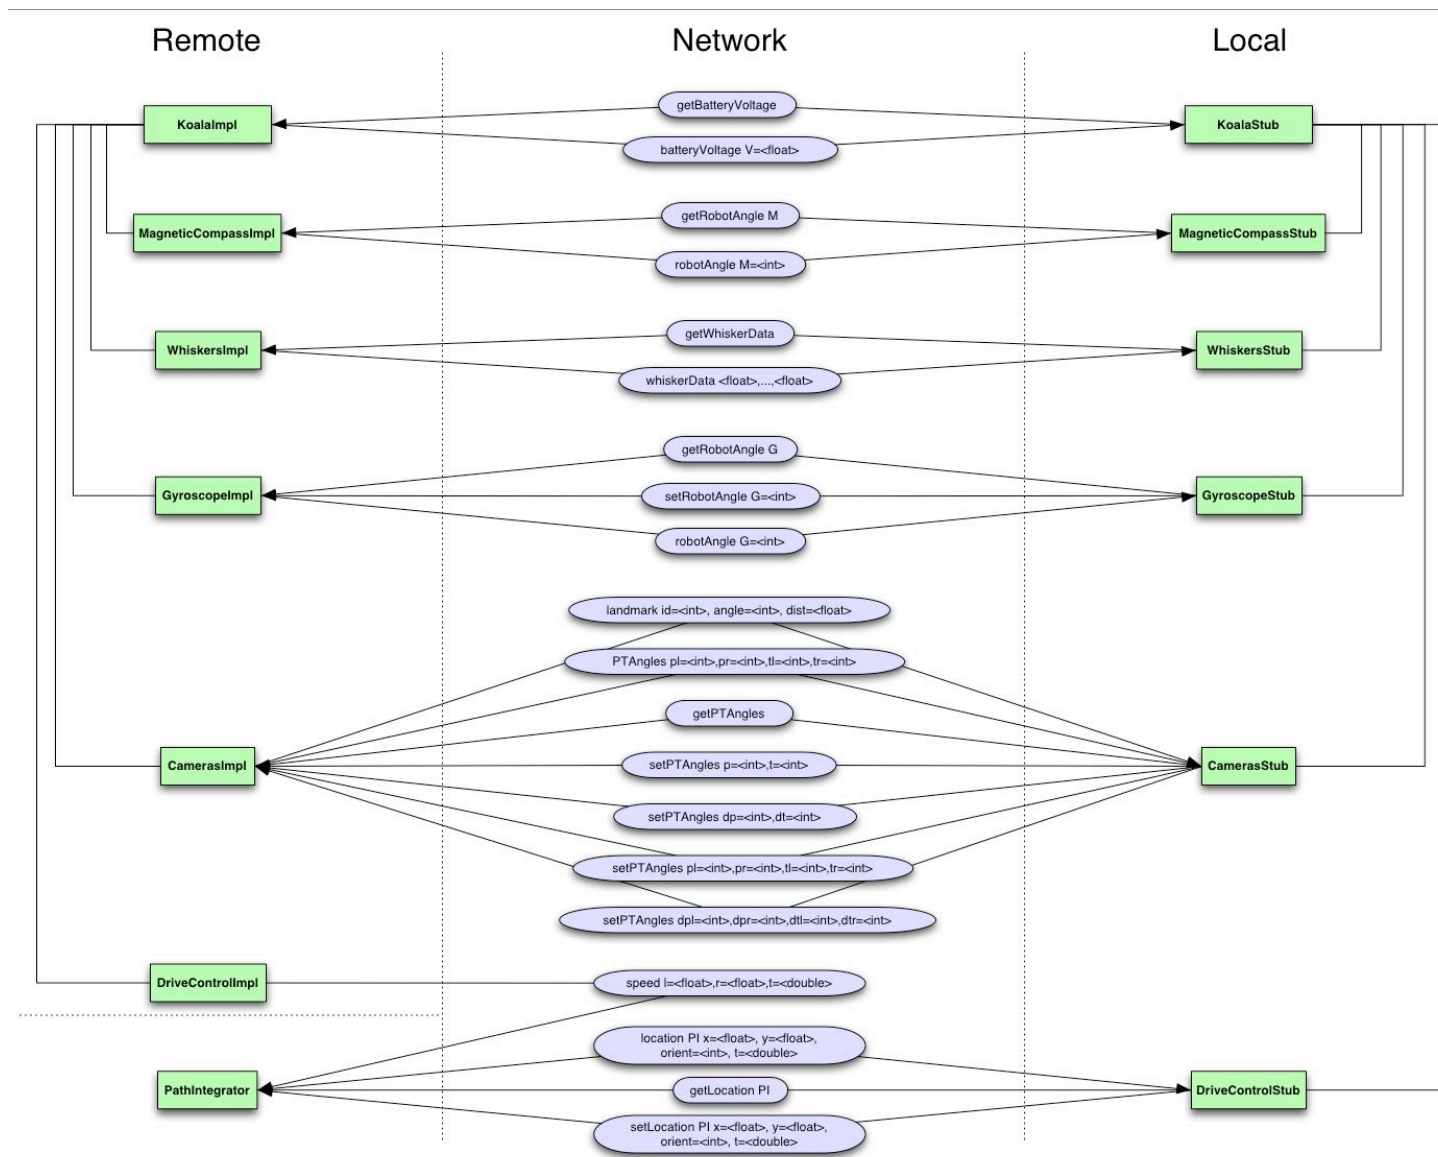 Remote
Network
Local
getBatteryVoltage
KoalaImpl
KoalaStub
batteryVoltage V=<float>
getRobotAngle M
MagneticCompassImpl
MagneticCompassStub
robotAngle M=<int>
getWhiskerData
WhiskersImpl
WhiskersStub
whiskerData <float>,...,<float>
getRobotAngle G
GyroscopeImpl
setRobotAngle G=<int>
GyroscopeStub
robotAngle G=<int>
landmark id=<int>, angle=<int>, dist=<float>
PTAngles pl=<int>,pr=<int>,tl=<int>,tr=<int>
getPTAngles
CamerasImpl
setPTAngles p=<int>,t=<int>
CamerasStub
setPTAngles dp=<int>,dt=<int>
setPTAngles pl=<int>,pr=<int>,tl=<int>,tr=<int>
setPTAngles dpl=<int>,dpr=<int>,dtl=<int>,dtr=<int>
DriveControlImpl
speed l=<float>,r=<float>,t=<double>
location PI x=<float>, y=<float>,
orient=<int>, t=<double>
PathIntegrator
getLocation PI
DriveControlStub
setLocation PI x=<float>, y=<float>,
orient=<int>, t=<double>